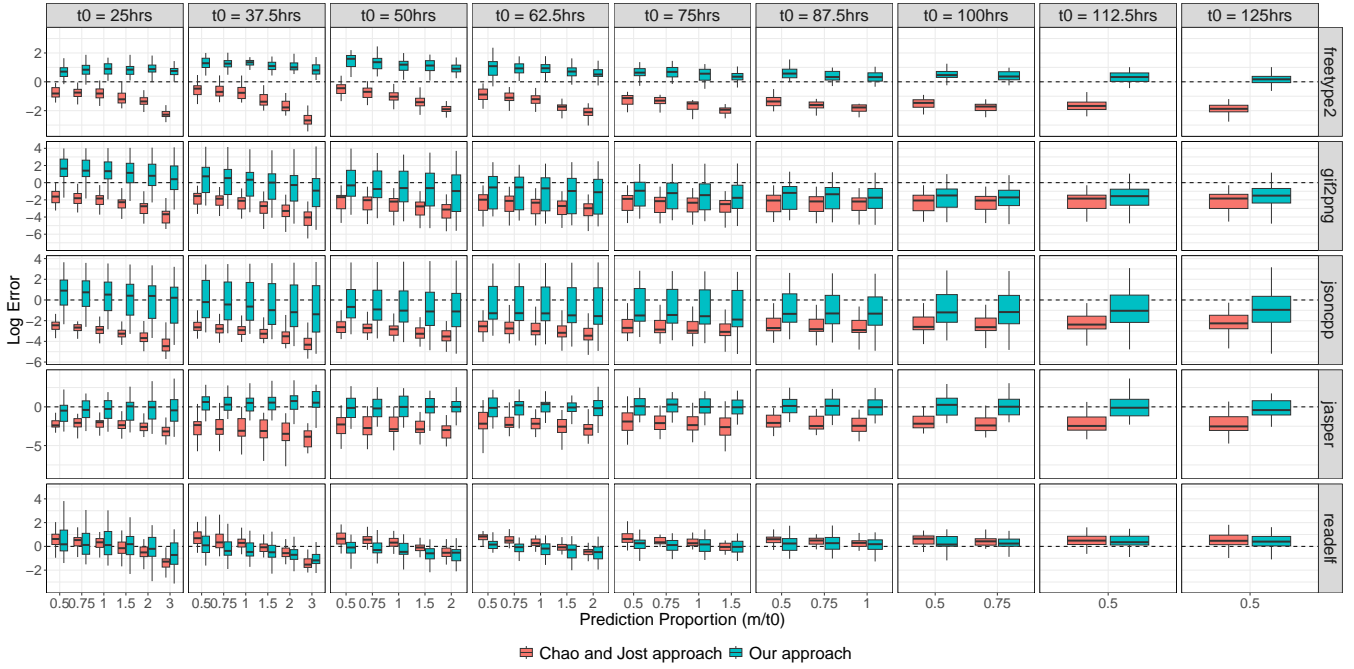 t0 = 25hrs t0 = 37.5hrs t0 = 50hrs t0 = 62.5hrs t0 = 75hrs t0 = 87.5hrs t0 = 100hrs t0 = 112.5hrs t0 = 125hrs
2
0
−2
freetype2
4
2
0
−2
−4
−6
gif2png
4
2
0
−2
−4
−6
jsoncpp
0
−5
jasper
4
2
0
−2
readelf
Log Error
0.5 0.75 1 1.5 2 3 0.5 0.75 1 1.5 2 3 0.5 0.75 1 1.5 2 0.5 0.75 1 1.5 2 0.5 0.75 1 1.5 0.5 0.75 1 0.5 0.75 0.5 0.5
Prediction Proportion (m/t0)
Chao and Jost approach Our approach